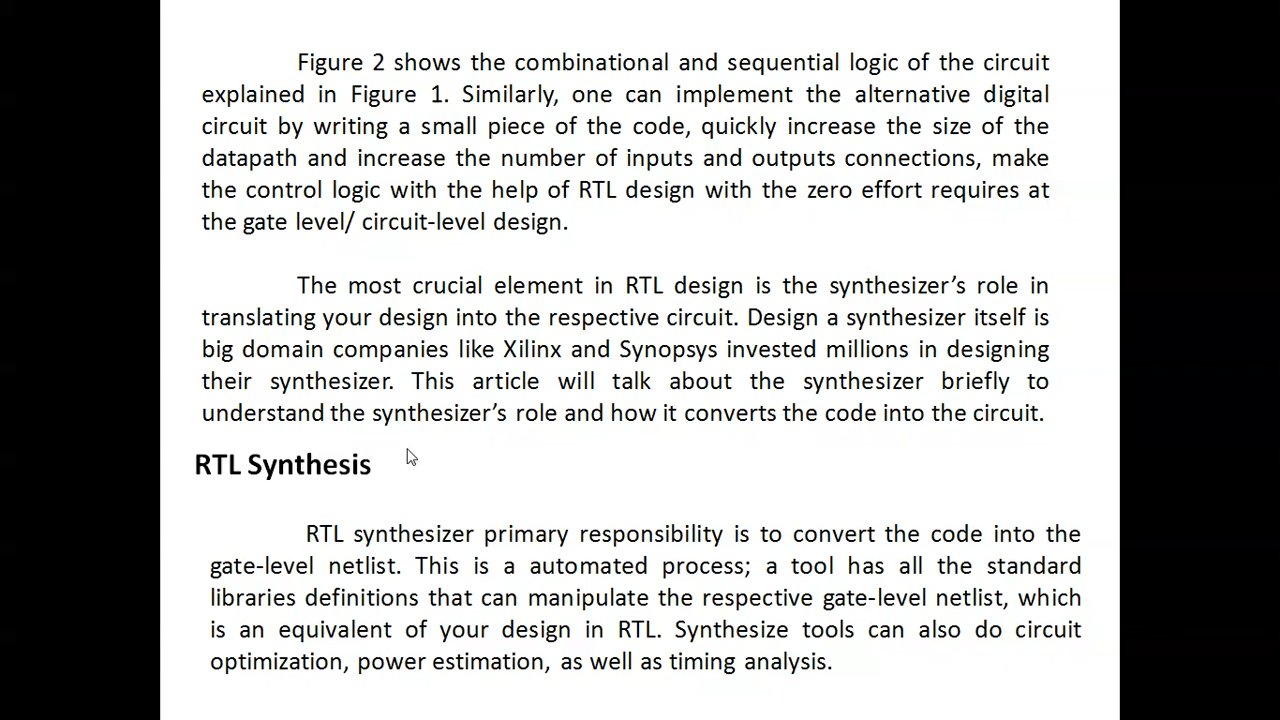 Figure 2 shows the combinational and sequential logic of the circuit
explained in Figure 1. Similarly, one can implement the alternative digital
circuit by writing a small piece of the code, quickly increase the size of the
datapath and increase the number of inputs and outputs connections, make
the control logic with the help of RTL design with the zero effort requires at
the gate level/ circuit-level design.
The most crucial element in RTL design is the synthesizer’s role in
translating your design into the respective circuit. Design a synthesizer itself is
big domain companies like Xilinx and Synopsys invested millions in designing
their synthesizer. This article will talk about the synthesizer briefly to
understand the synthesizer’s role and how it converts the code into the circuit.
RTL Synthesis
RTL synthesizer primary responsibility is to convert the code into the
gate-level netlist. This is a automated process; a tool has all the standard
libraries definitions that can manipulate the respective gate-level netlist, which
is an equivalent of your design in RTL. Synthesize tools can also do circuit
optimization, power estimation, as well as timing analysis.